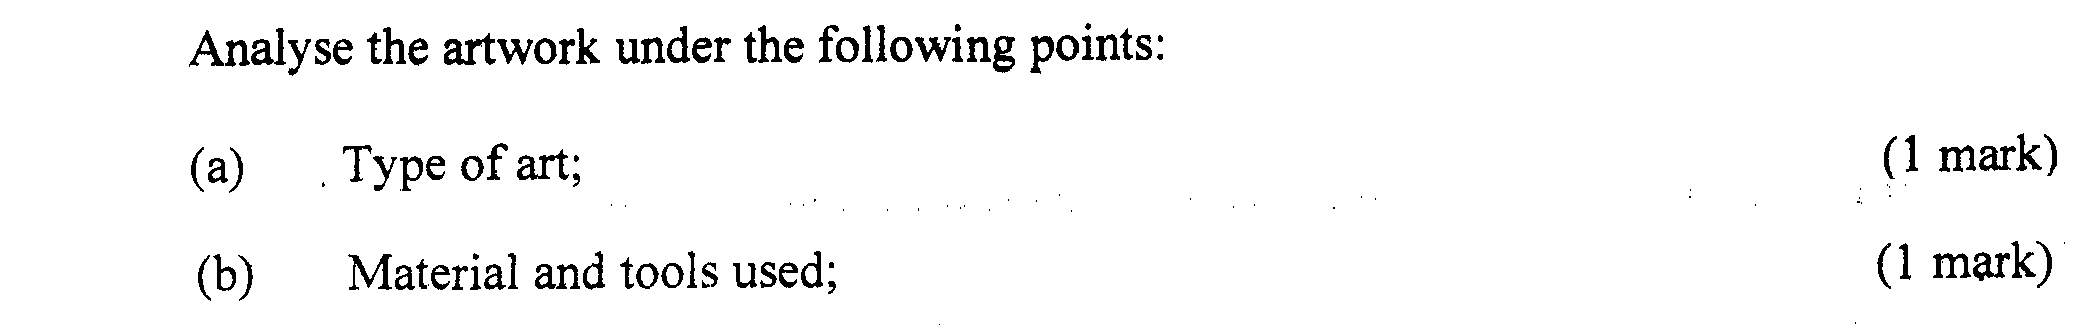 Analyse the artwork under the following points:
(a) Type of art; (1 mark)
(b) Material and tools used; (1 mark)